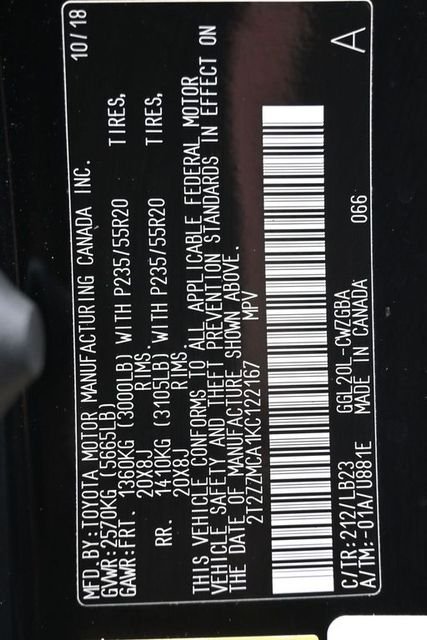 MFD. BY: TOYOTA MOTOR MANUFACTURING CANADA INC. 10/18
GVWR: 2570KG (5665LB)
GAWR: FRT. 1360KG (3000LB) WITH P235/55R20 TIRES,
20X8J RIMS.
RR. 1410KG (3105LB) WITH P235/55R20 TIRES,
20X8J RIMS.
THIS VEHICLE CONFORMS TO ALL APPLICABLE FEDERAL MOTOR
VEHICLE SAFETY AND THEFT PREVENTION STANDARDS IN EFFECT ON
THE DATE OF MANUFACTURE SHOWN ABOVE.
2T2ZZMCA1KC122167 MPV
C/TR: 212/LB23 GGL20L-CWZGBA A
A/TM: -01A/U881E MADE IN CANADA 066